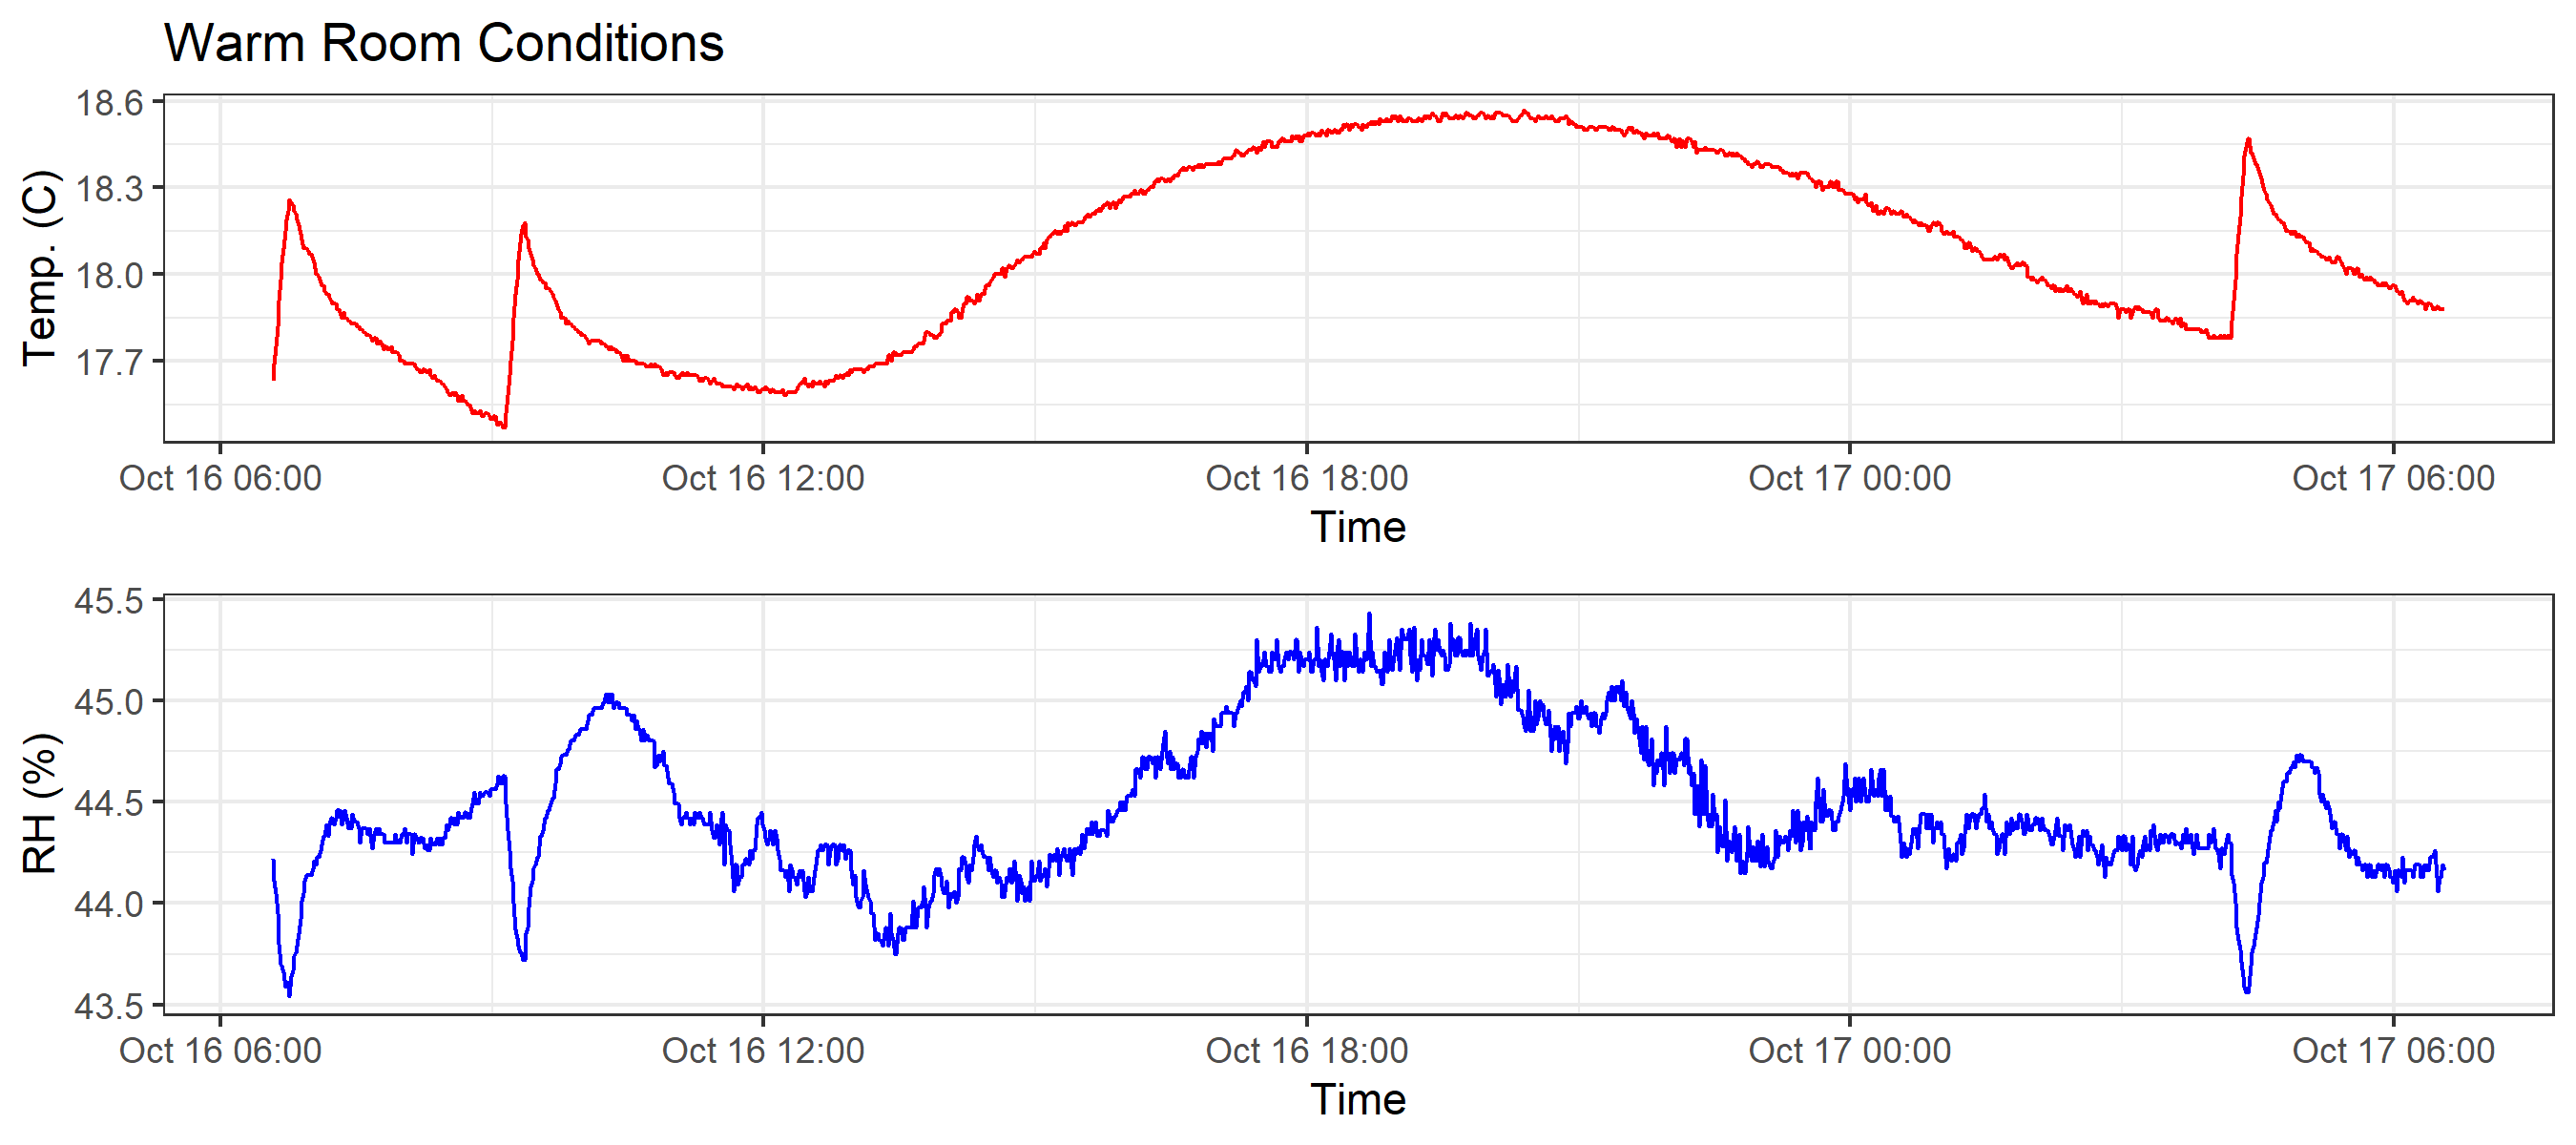 Warm Room Conditions
18.6
18.3
18.0
17.7
Temp. (C)
Oct 16 06:00 Oct 16 12:00 Oct 16 18:00 Oct 17 00:00 Oct 17 06:00
Time
45.5
45.0
44.5
44.0
43.5
RH (%)
Oct 16 06:00 Oct 16 12:00 Oct 16 18:00 Oct 17 00:00 Oct 17 06:00
Time